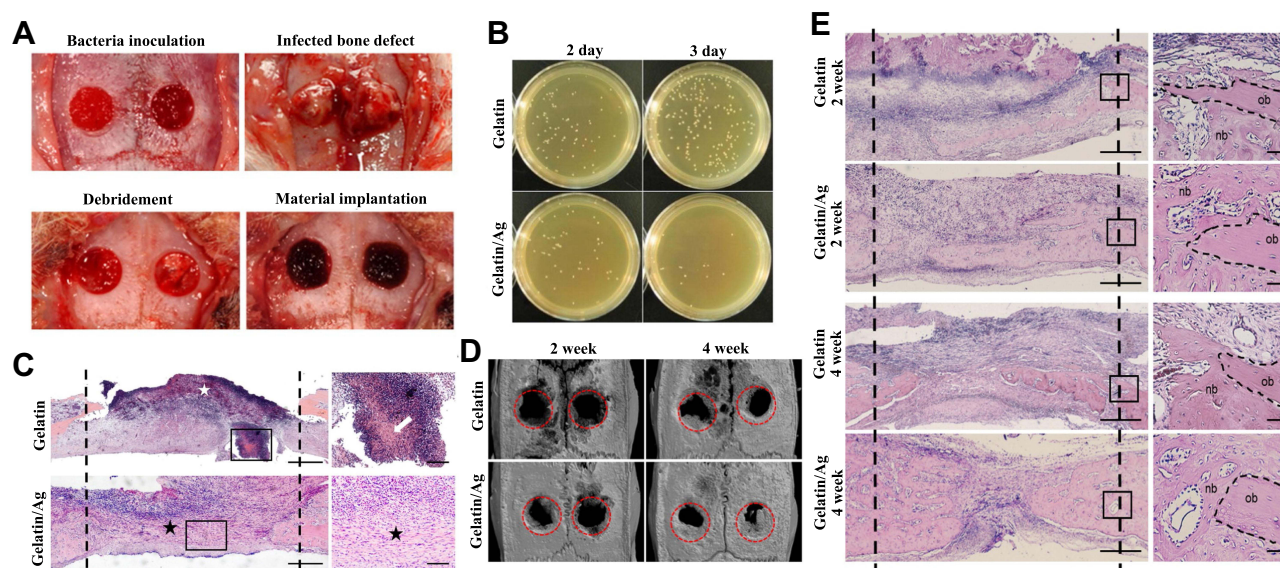 A
Bacteria inoculation
Infected bone defect
Debridement
Material implantation
B
2 day
3 day
Gelatin
Gelatin/Ag
C
Gelatin
Gelatin/Ag
D
2 week
4 week
Gelatin
Gelatin/Ag
E
Gelatin
2 week
ob
nb
Gelatin/Ag
2 week
nb
ob
Gelatin
4 week
ob
nb
Gelatin/Ag
4 week
nb
ob